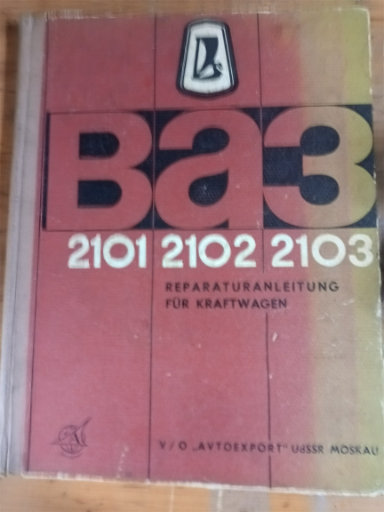 ваз
2101 2102 2103
REPARATURANLEITUNG
FÜR KRAFTWAGEN
V/O „AVTOEXPORT" UdSSR MOSKAU